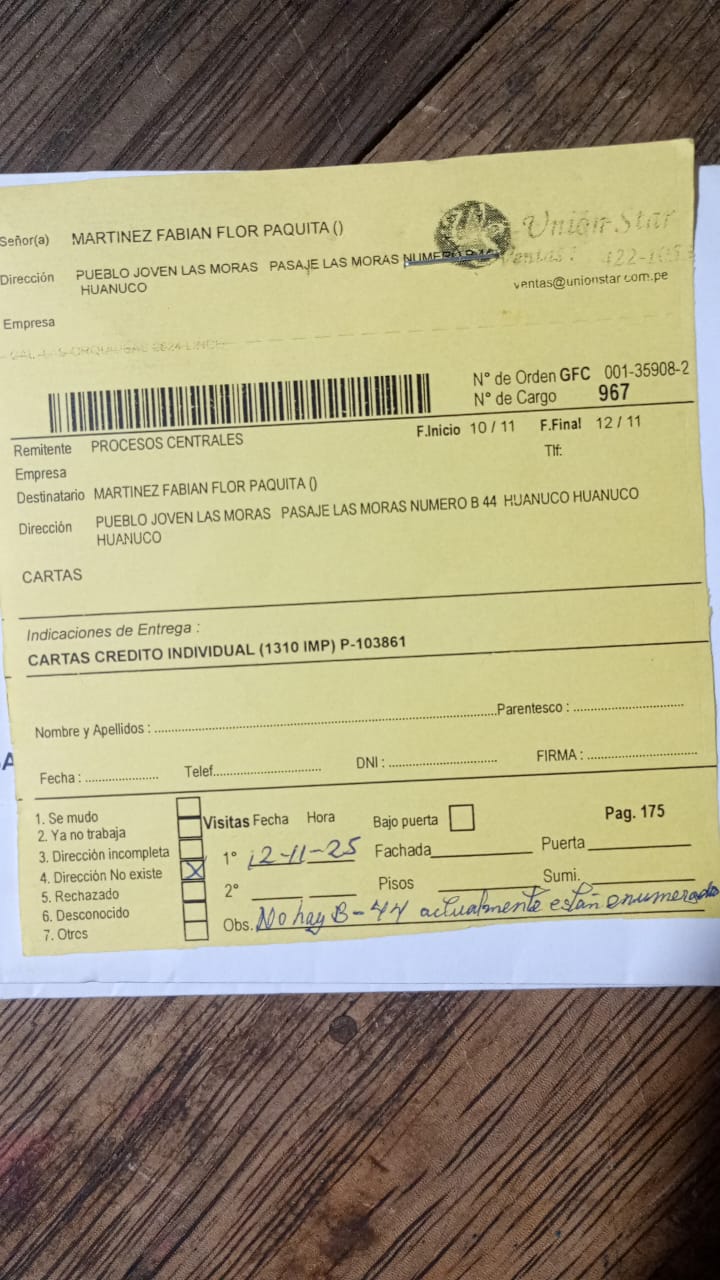 Señor(a) MARTINEZ FABIAN FLOR PAQUITA ()
Unión Star
Dirección PUEBLO JOVEN LAS MORAS PASAJE LAS MORAS NUMERO B
Ventas: 422-
HUANUCO
ventas@unionstar.com.pe
Empresa
N° de Orden GFC 001-35908-2
N° de Cargo 967
Remitente PROCESOS CENTRALES
F.Inicio 10 / 11 F.Final 12 / 11
Empresa
Tlf:
Destinatario MARTINEZ FABIAN FLOR PAQUITA ()
Dirección PUEBLO JOVEN LAS MORAS PASAJE LAS MORAS NUMERO B 44 HUANUCO HUANUCO
HUANUCO
CARTAS
Indicaciones de Entrega :
CARTAS CREDITO INDIVIDUAL (1310 IMP) P-103861
Nombre y Apellidos : Parentesco :
Fecha : Telef. DNI : FIRMA :
1. Se mudo
2. Ya no trabaja
3. Dirección incompleta
4. Dirección No existe X
5. Rechazado
6. Desconocido
7. Otros
Visitas Fecha Hora Bajo puerta Pag. 175
1° 12-11-25 Fachada Puerta
2° Pisos Sumi.
Obs. No hay B-44 actualmente están enumerado